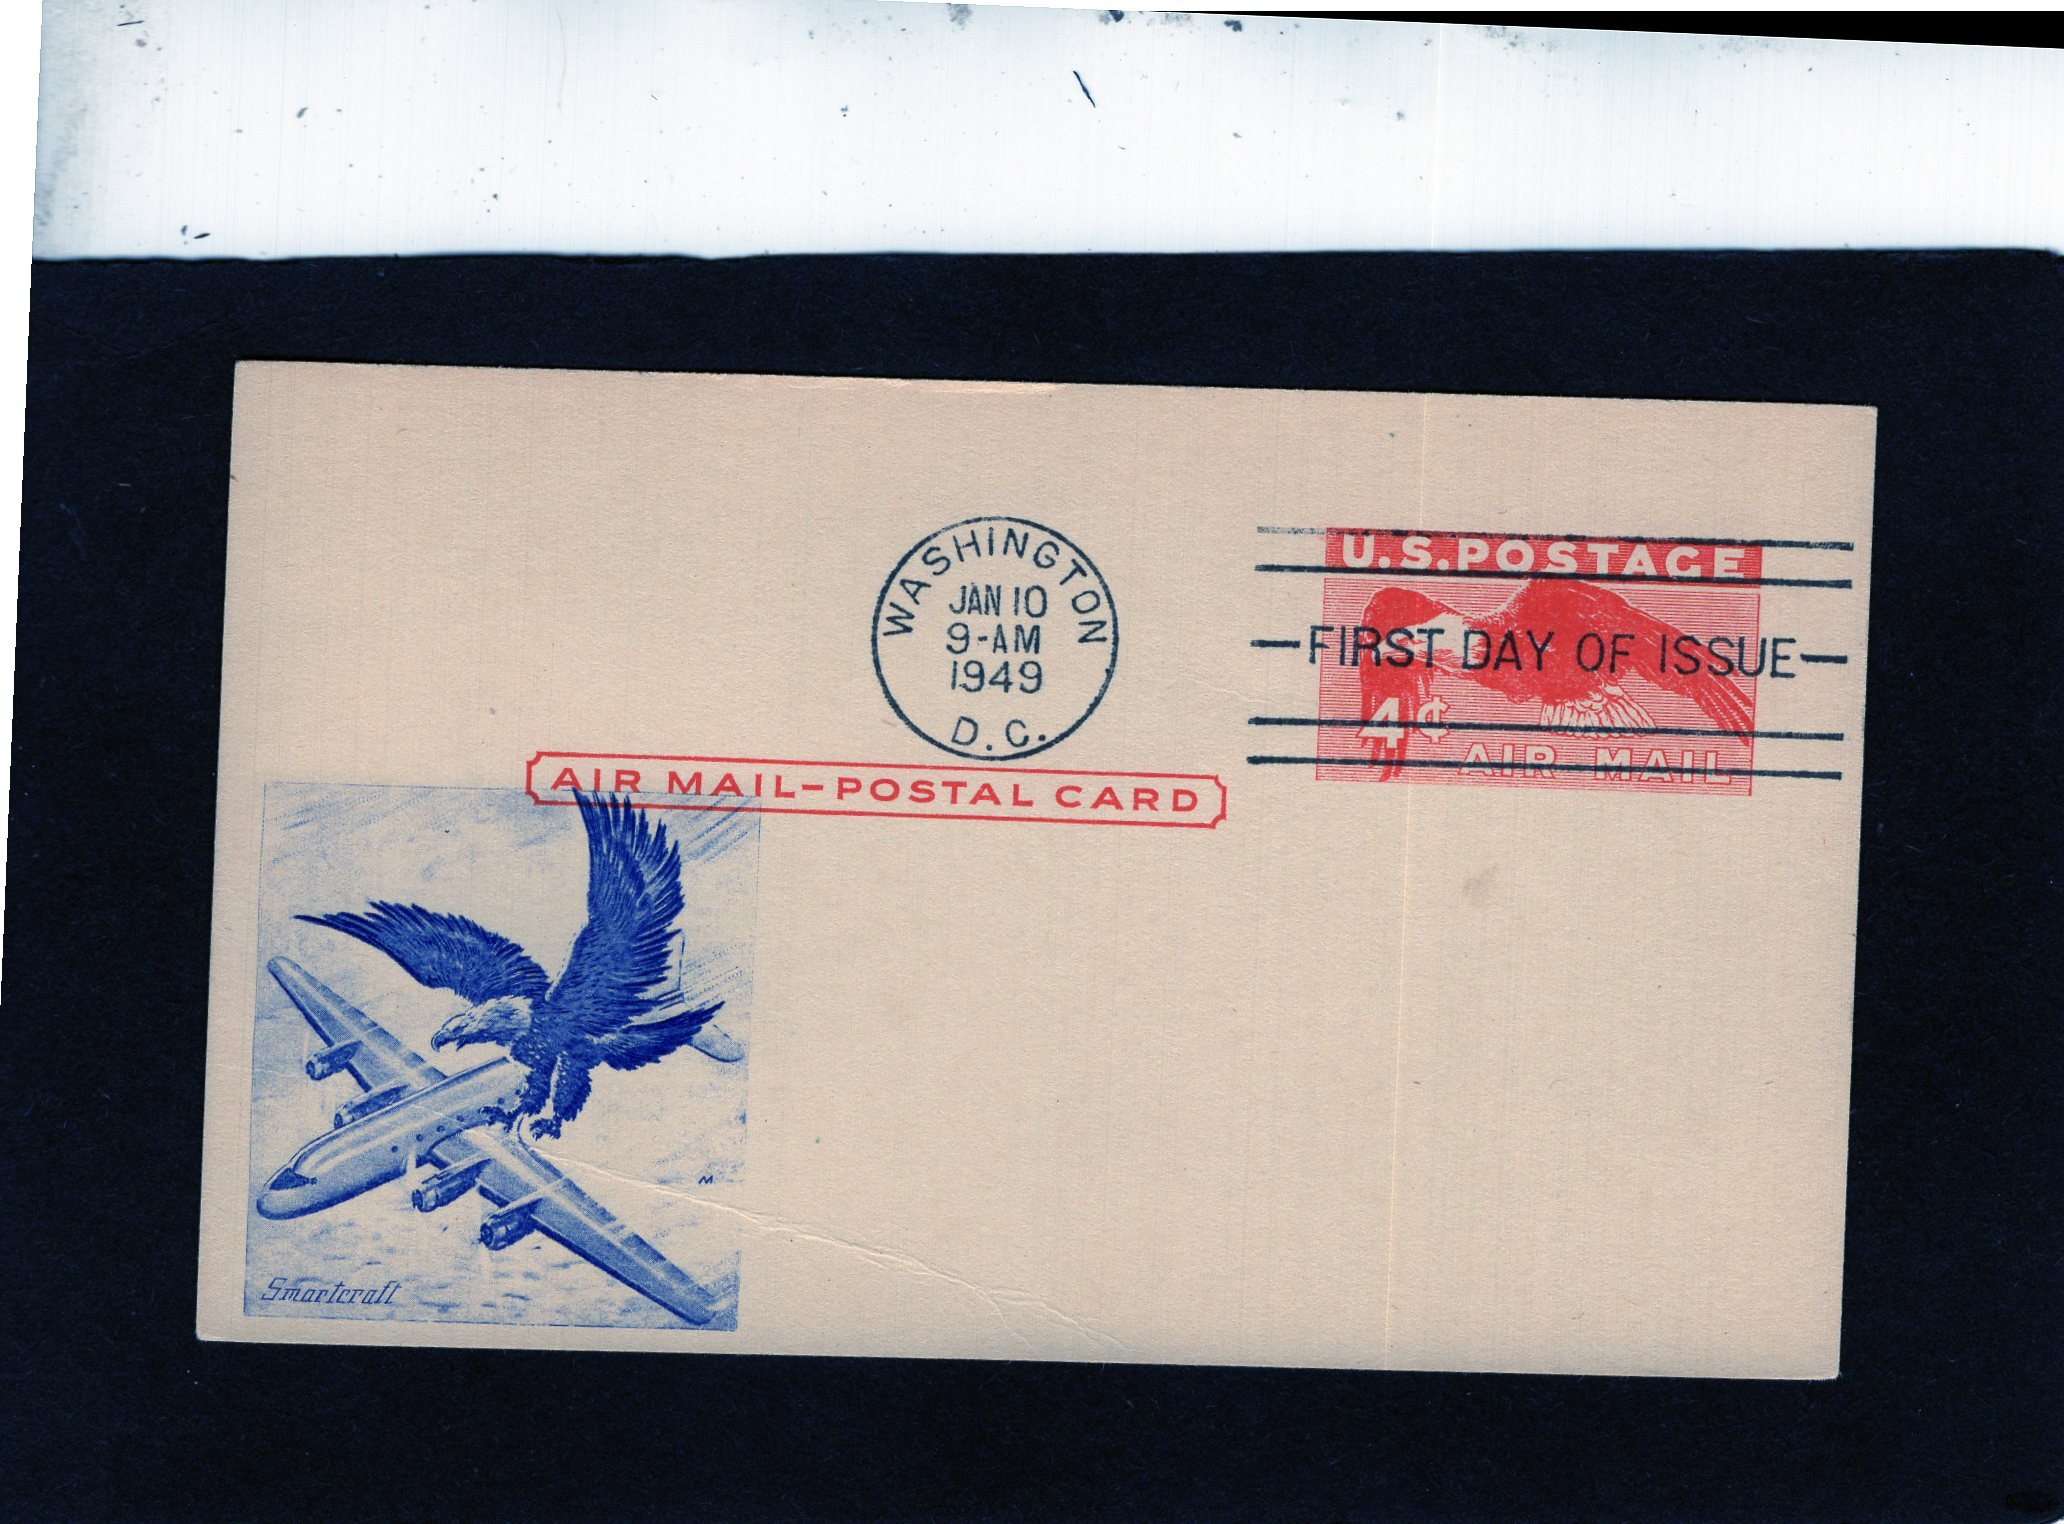 WASHINGTON
JAN 10
9-AM
1949
D.C.
U.S. POSTAGE
—FIRST DAY OF ISSUE—
4¢
AIR MAIL
AIR MAIL–POSTAL CARD
M
Smartcraft